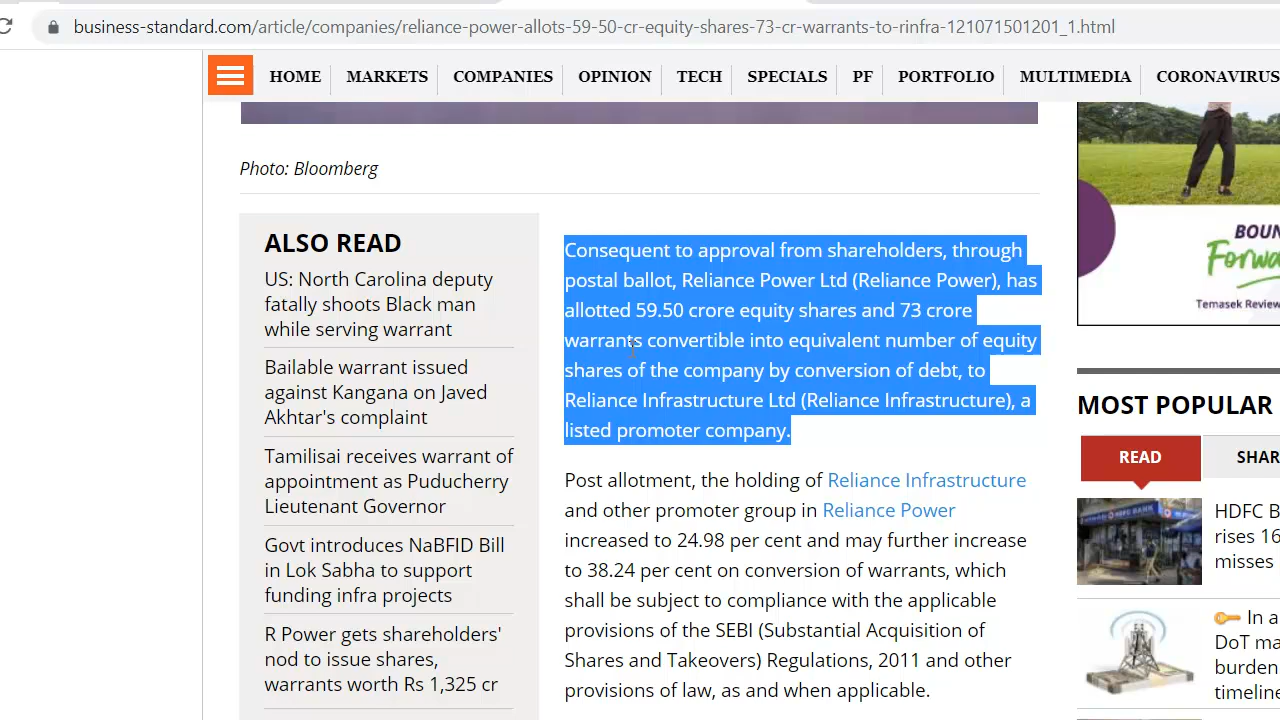 business-standard.com/article/companies/reliance-power-allots-59-50-cr-equity-shares-73-cr-warrants-to-rinfra-121071501201_1.html
HOME MARKETS COMPANIES OPINION TECH SPECIALS PF PORTFOLIO MULTIMEDIA CORONAVIRUS
Photo: Bloomberg
ALSO READ
US: North Carolina deputy
fatally shoots Black man
while serving warrant
Bailable warrant issued
against Kangana on Javed
Akhtar's complaint
Tamilisai receives warrant of
appointment as Puducherry
Lieutenant Governor
Govt introduces NaBFID Bill
in Lok Sabha to support
funding infra projects
R Power gets shareholders'
nod to issue shares,
warrants worth Rs 1,325 cr
Consequent to approval from shareholders, through
postal ballot, Reliance Power Ltd (Reliance Power), has
allotted 59.50 crore equity shares and 73 crore
warrants convertible into equivalent number of equity
shares of the company by conversion of debt, to
Reliance Infrastructure Ltd (Reliance Infrastructure), a
listed promoter company.
Post allotment, the holding of Reliance Infrastructure
and other promoter group in Reliance Power
increased to 24.98 per cent and may further increase
to 38.24 per cent on conversion of warrants, which
shall be subject to compliance with the applicable
provisions of the SEBI (Substantial Acquisition of
Shares and Takeovers) Regulations, 2011 and other
provisions of law, as and when applicable.
BOUN
Forwa
Temasek Review
MOST POPULAR
READ SHAR
HDFC BANK
HDFC B
rises 16
misses
In a
DoT ma
burden
timeline